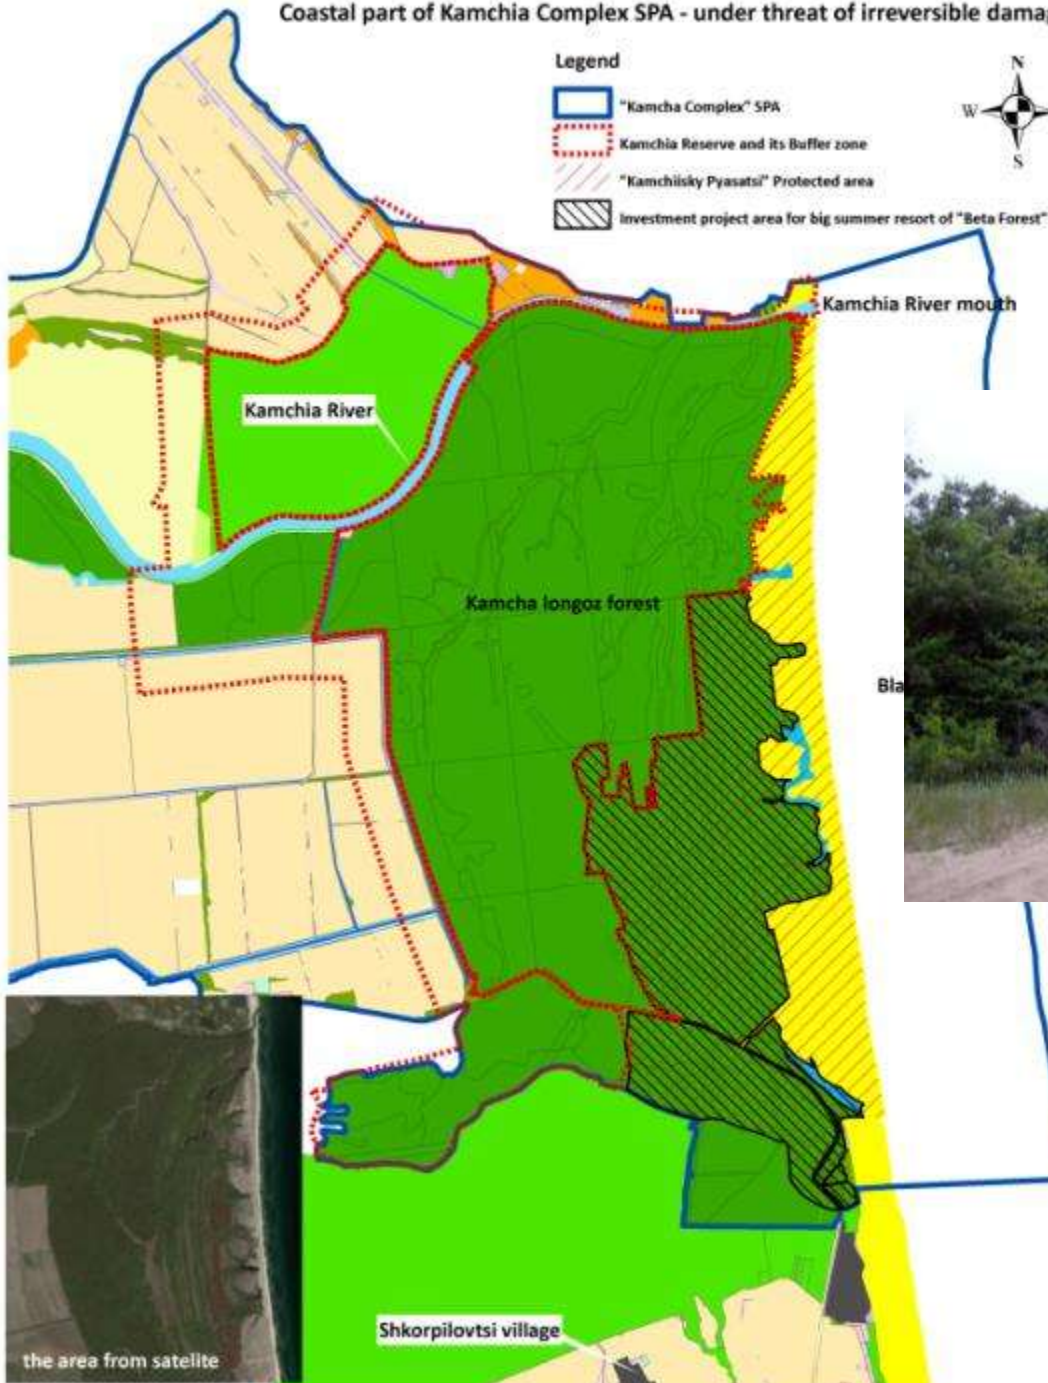 Coastal part of Kamchia Complex SPA - under threat of irreversible
Legend
"Kamcha Complex" SPA
Kamchia Reserve and its Buffer zone
"Kamchiisky Pyasatsi" Protected area
Investment project area for big summer resort of "Beta Forest"
N
W
S
Kamchia River mouth
Kamchia River
Kamcha longoz forest
Shkorpilovtsi village
the area from satelite